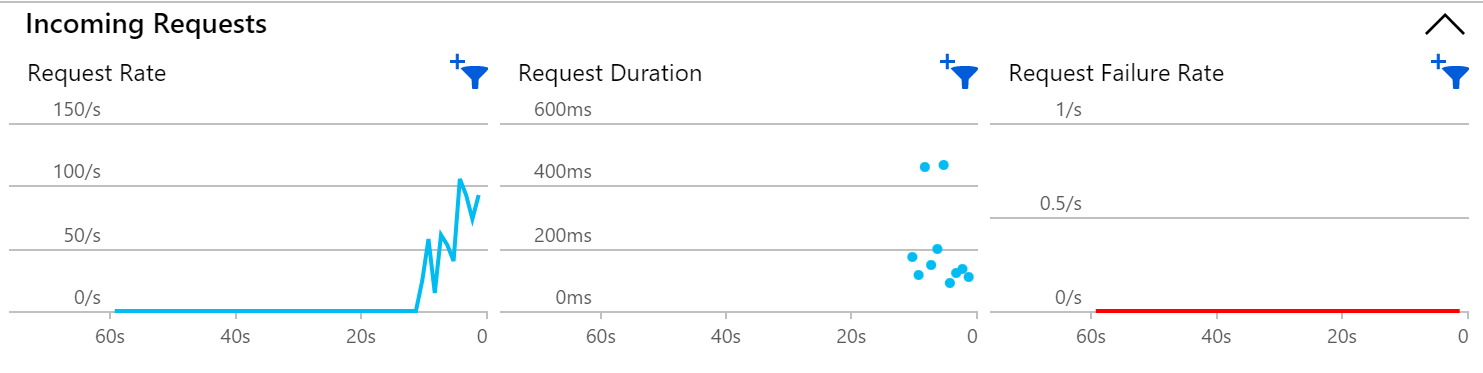 Incoming Requests
Request Rate
150/s
100/s
50/s
0/s
60s 40s 20s 0
Request Duration
600ms
400ms
200ms
0ms
60s 40s 20s 0
Request Failure Rate
1/s
0.5/s
0/s
60s 40s 20s 0